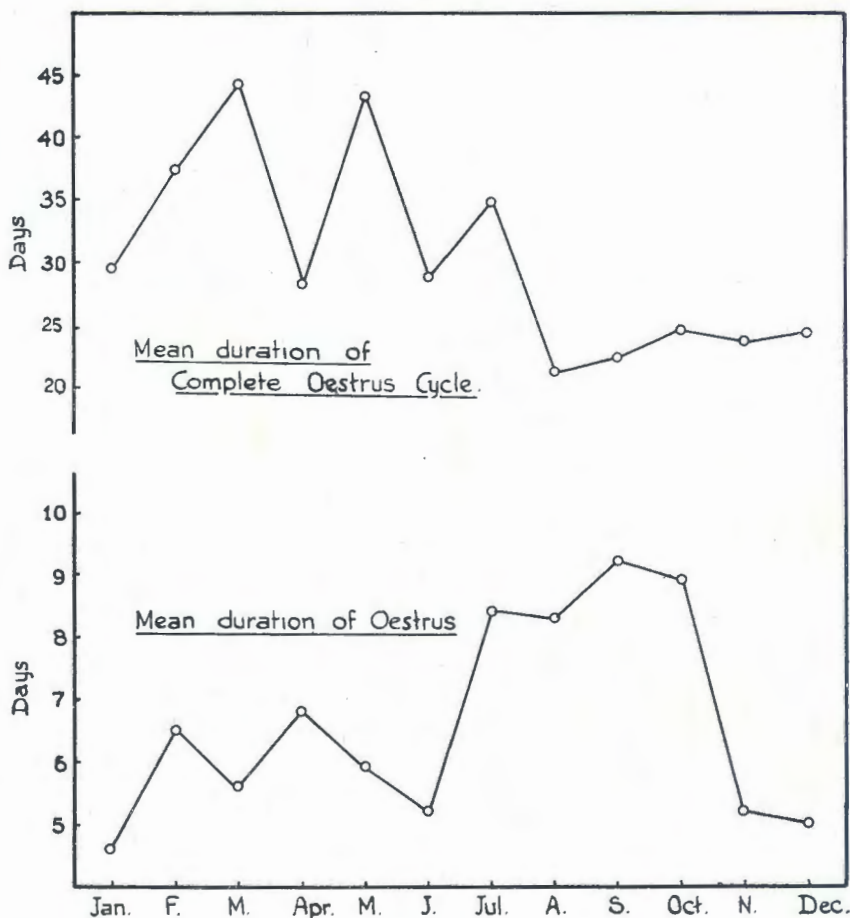 45
40
35
30
25
20
Days
Mean duration of
Complete Oestrus Cycle.
10
9
8
7
6
5
Days
Mean duration of Oestrus
Jan. F. M. Apr. M. J. Jul. A. S. Oct. N. Dec.